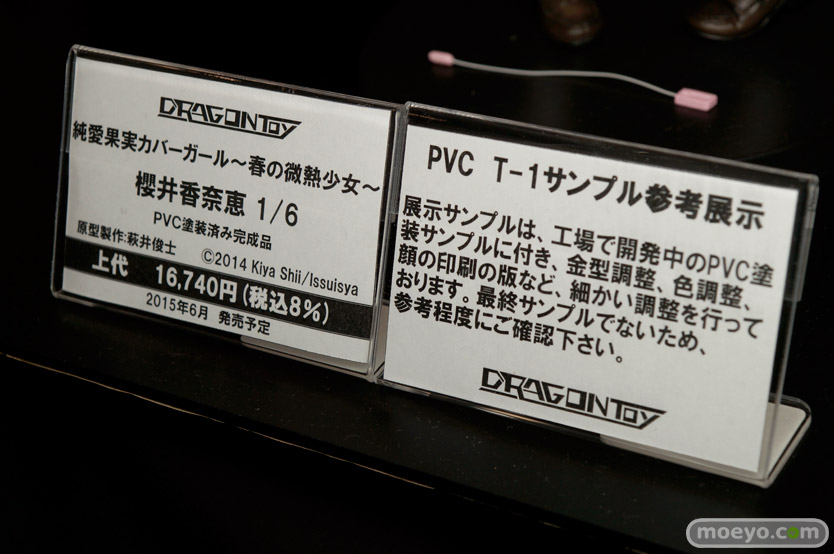 DRAGONTOY
純愛果実カバーガール〜春の微熱少女〜
櫻井香奈恵 1/6
PVC塗装済み完成品
原型製作:萩井俊士
©2014 Kiya Shii/Issuisya
上代 16,740円(税込8%)
2015年6月 発売予定
PVC T-1サンプル参考展示
展示サンプルは、工場で開発中のPVC塗
装サンプルに付き、金型調整、色調整、
顔の印刷の版など、細かい調整を行って
おります。最終サンプルでないため、
参考程度にご確認下さい。
DRAGONTOY
moeyo.com